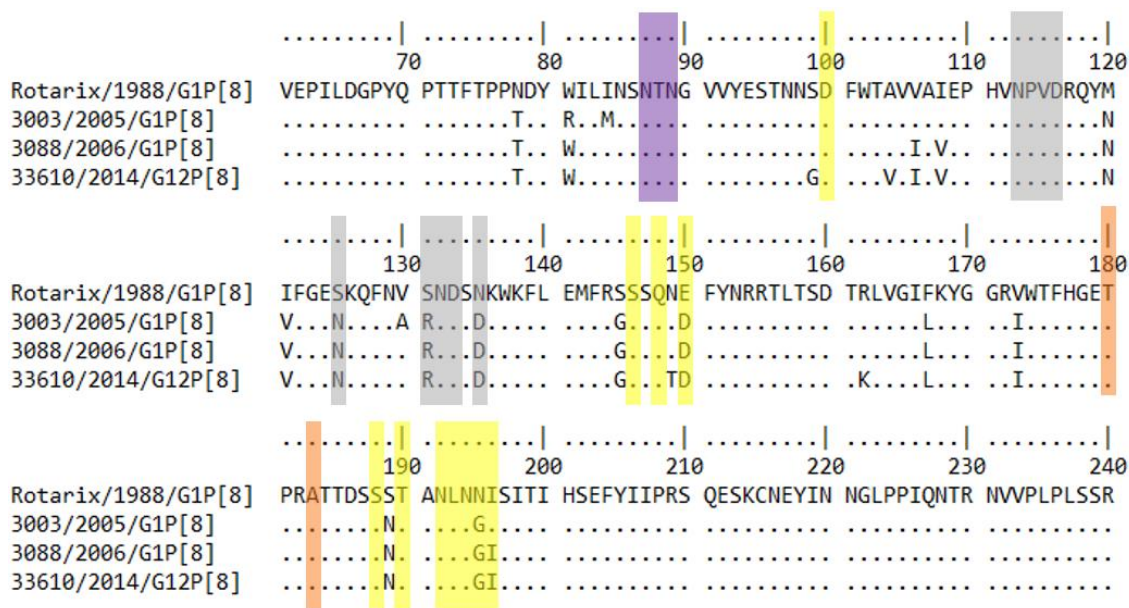 .........| .........| .........| .........| .........| .........|
70 80 90 100 110 120
Rotarix/1988/G1P[8] VEPILDGPYQ PTTFTPPNDY WILINSNTNG VVYESTNNSD FWTAVVAIEP HVNPVDRQYM
3003/2005/G1P[8] .......... .......T.. R..M...... .......... .......... .........N
3088/2006/G1P[8] .......... .......T.. W......... .......... .....I.V.. .........N
33610/2014/G12P[8] .......... .......T.. W......... ........G. ...V.I.V.. .........N
.........| .........| .........| .........| .........| .........|
130 140 150 160 170 180
Rotarix/1988/G1P[8] IFGESKQFNV SNDSNKWKFL EMFRSSSQNE FYNRRTLTSD TRLVGIFKYG GRVWTFHGET
3003/2005/G1P[8] V...N....A R...D..... ....G....D .......... ......L... ..I.......
3088/2006/G1P[8] V...N..... R...D..... ....G....D .......... ......L... ..I.......
33610/2014/G12P[8] V...N..... R...D..... ....G...TD .......... .K....L... ..I.......
.........| .........| .........| .........| .........| .........|
190 200 210 220 230 240
Rotarix/1988/G1P[8] PRATTDSSST ANLNNISITI HSEFYIIPRS QESKCNEYIN NGLPPIQNTR NVVPLPLSSR
3003/2005/G1P[8] ........N. ....G..... .......... .......... .......... ..........
3088/2006/G1P[8] ........N. ....GI.... .......... .......... .......... ..........
33610/2014/G12P[8] ........N. ....GI.... .......... .......... .......... ..........